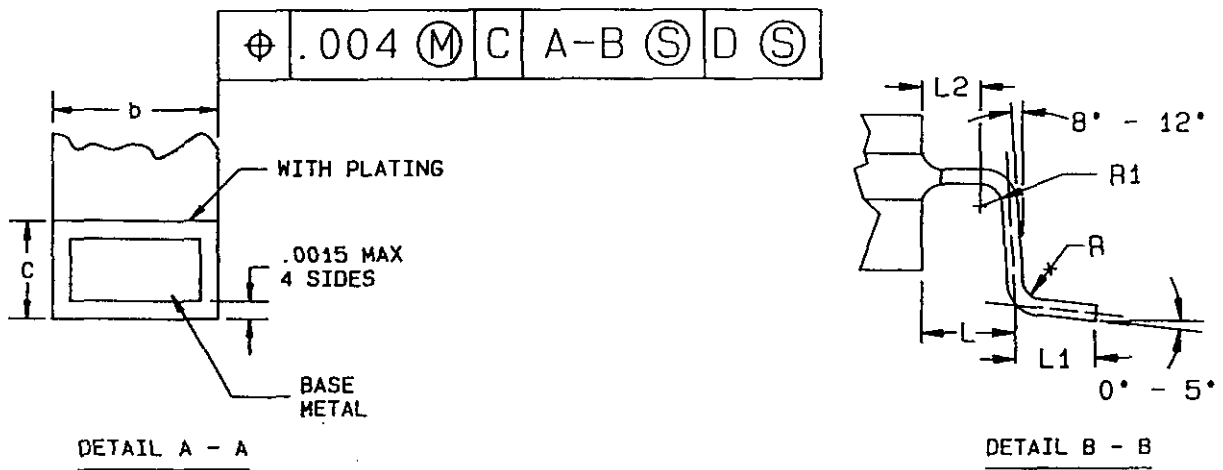 ⌖ .004 Ⓜ C A-B Ⓢ D Ⓢ
b
WITH PLATING
C
.0015 MAX
4 SIDES
BASE
METAL
DETAIL A - A
L2
8° - 12°
R1
R
*
L
L1
0° - 5°
DETAIL B - B